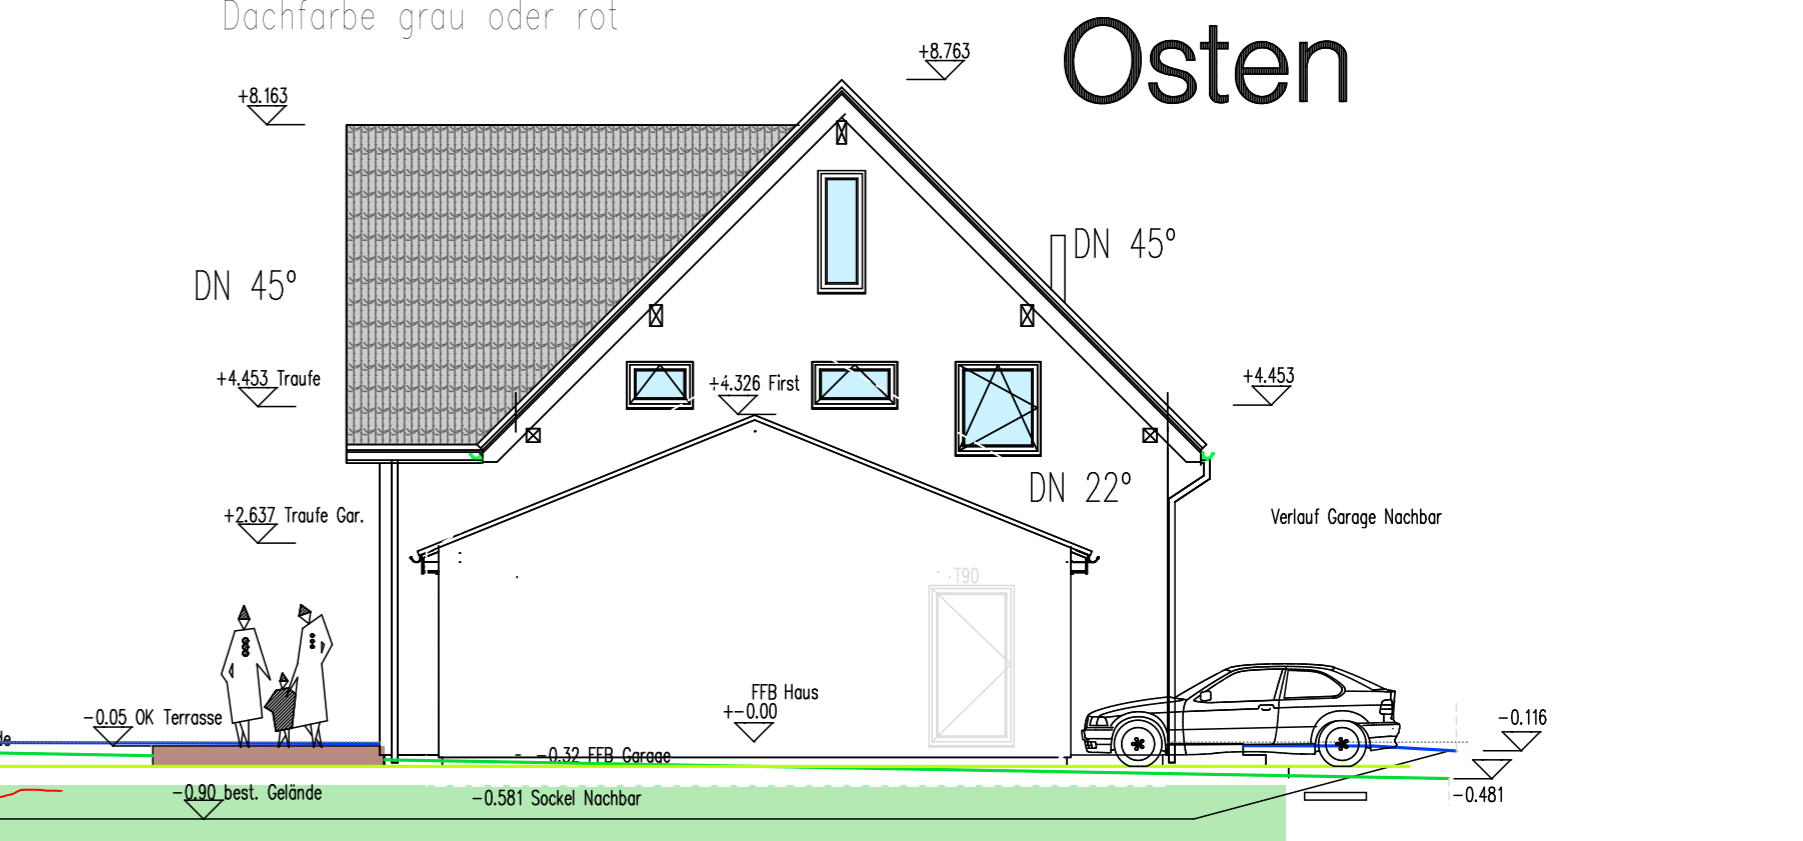 Dachfarbe grau oder rot
Osten
+8.763
+8.163
DN 45°
DN 45°
+4.453 Traufe
+4.326 First
+4.453
DN 22°
+2.637 Traufe Gar.
Verlauf Garage Nachbar
T90
FFB Haus
+-0.00
-0.05 OK Terrasse
-0.116
-0.32 FFB Garage
-0.90 best. Gelände
-0.581 Sockel Nachbar
-0.481